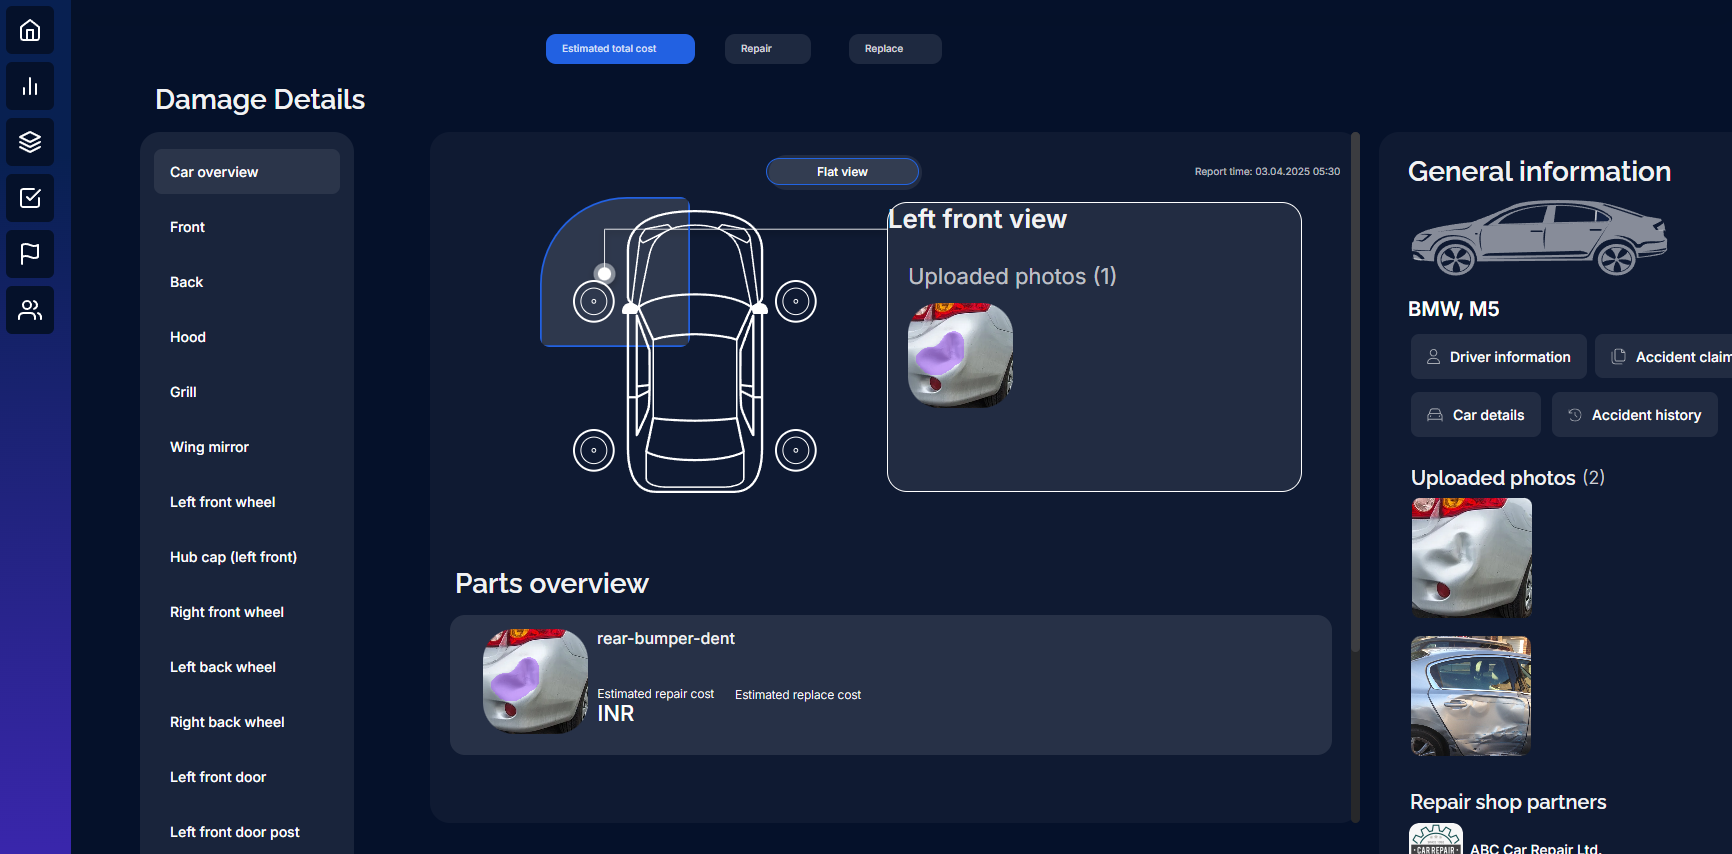 Estimated total cost
Repair
Replace
Damage Details
Car overview
Front
Back
Hood
Grill
Wing mirror
Left front wheel
Hub cap (left front)
Right front wheel
Left back wheel
Right back wheel
Left front door
Left front door post
Flat view
Report time: 03.04.2025 05:30
Left front view
Uploaded photos (1)
Parts overview
rear-bumper-dent
Estimated repair cost
Estimated replace cost
INR
General information
BMW, M5
Driver information
Accident claim
Car details
Accident history
Uploaded photos (2)
Repair shop partners
CAR REPAIR
ABC Car Repair Ltd.